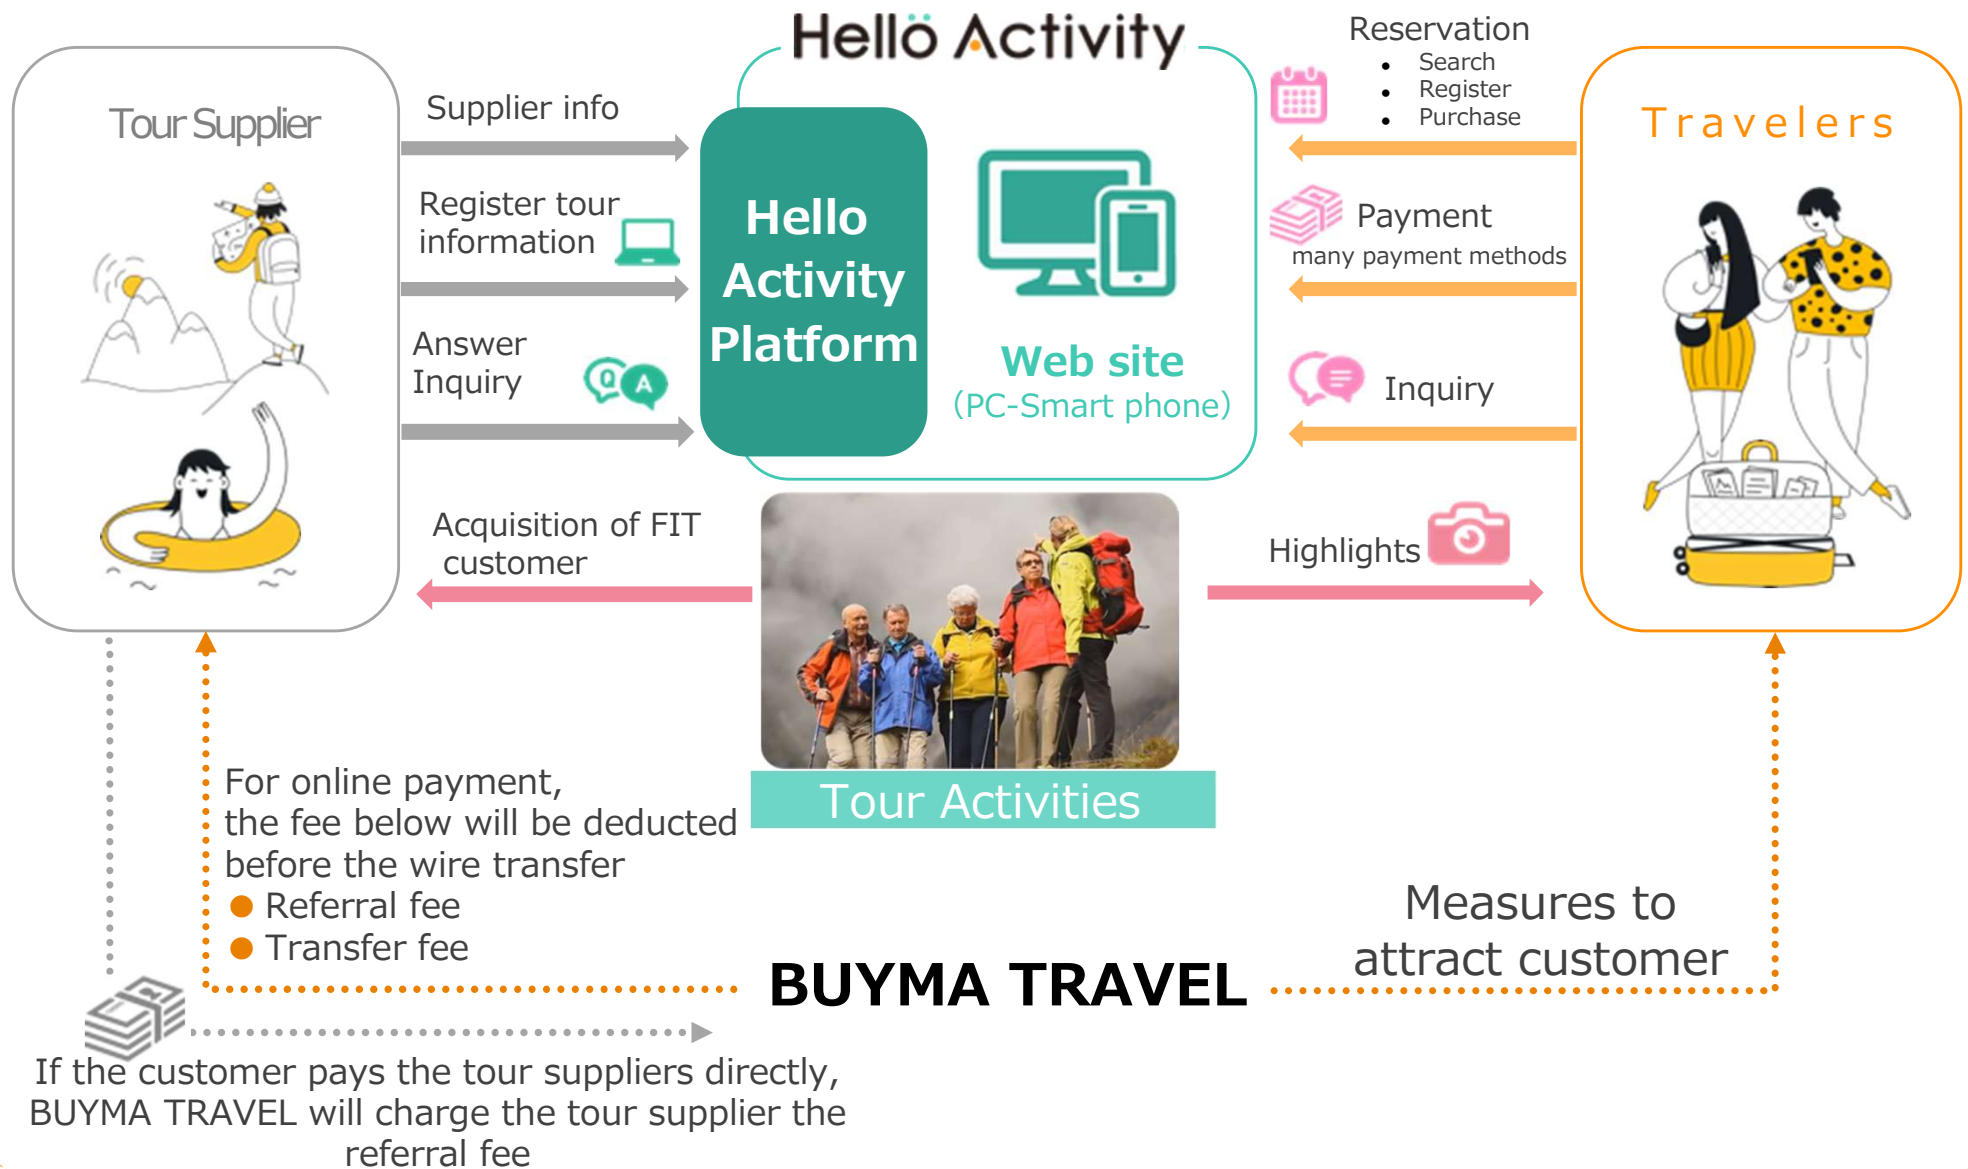 Hellö Activity
Tour Supplier
Supplier info
Register tour
information
Answer
Inquiry
Q A
Acquisition of FIT
customer
Hello
Activity
Platform
Web site
(PC-Smart phone)
Reservation
• Search
• Register
• Purchase
Payment
many payment methods
Inquiry
Highlights
Travelers
Tour Activities
For online payment,
the fee below will be deducted
before the wire transfer
● Referral fee
● Transfer fee
BUYMA TRAVEL
Measures to
attract customer
If the customer pays the tour suppliers directly,
BUYMA TRAVEL will charge the tour supplier the
referral fee